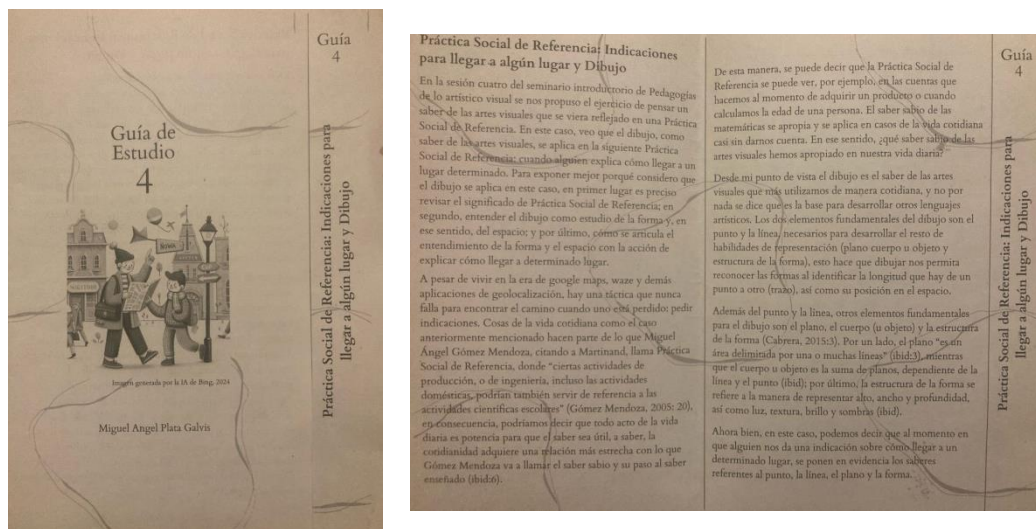 Guía
4
Guía de
Estudio
4
Imagen generada por la IA de Bing, 2024
Miguel Angel Plata Galvis
Práctica Social de Referencia: Indicaciones para
llegar a algún lugar y Dibujo
Práctica Social de Referencia: Indicaciones
para llegar a algún lugar y Dibujo
En la sesión cuatro del seminario introductorio de Pedagogías
de lo artístico visual se nos propuso el ejercicio de pensar un
saber de las artes visuales que se viera reflejado en una Práctica
Social de Referencia. En este caso, veo que el dibujo, como
saber de las artes visuales, se aplica en la siguiente Práctica
Social de Referencia: cuando alguien explica cómo llegar a un
lugar determinado. Para exponer mejor porqué considero que
el dibujo se aplica en este caso, en primer lugar es preciso
revisar el significado de Práctica Social de Referencia; en
segundo, entender el dibujo como estudio de la forma y, en
ese sentido, del espacio; y por último, cómo se articula el
entendimiento de la forma y el espacio con la acción de
explicar cómo llegar a determinado lugar.
A pesar de vivir en la era de google maps, waze y demás
aplicaciones de geolocalización, hay una táctica que nunca
falla para encontrar el camino cuando uno está perdido: pedir
indicaciones. Cosas de la vida cotidiana como el caso
anteriormente mencionado hacen parte de lo que Miguel
Ángel Gómez Mendoza, citando a Martinand, llama Práctica
Social de Referencia, donde “ciertas actividades de
producción, o de ingeniería, incluso las actividades
domésticas, podrían también servir de referencia a las
actividades científicas escolares” (Gómez Mendoza, 2005: 20),
en consecuencia, podríamos decir que todo acto de la vida
diaria es potencia para que el saber sea útil, a saber, la
cotidianidad adquiere una relación más estrecha con lo que
Gómez Mendoza va a llamar el saber sabio y su paso al saber
enseñado (ibid:6).
De esta manera, se puede decir que la Práctica Social de
Referencia se puede ver, por ejemplo, en las cuentas que
hacemos al momento de adquirir un producto o cuando
calculamos la edad de una persona. El saber sabio de las
matemáticas se apropia y se aplica en casos de la vida cotidiana
casi sin darnos cuenta. En ese sentido, ¿qué saber sabio de las
artes visuales hemos apropiado en nuestra vida diaria?
Desde mi punto de vista el dibujo es el saber de las artes
visuales que más utilizamos de manera cotidiana, y no por
nada se dice que es la base para desarrollar otros lenguajes
artísticos. Los dos elementos fundamentales del dibujo son el
punto y la línea, necesarios para desarrollar el resto de
habilidades de representación (plano cuerpo u objeto y
estructura de la forma), esto hace que dibujar nos permita
reconocer las formas al identificar la longitud que hay de un
punto a otro (trazo), así como su posición en el espacio.
Además del punto y la línea, otros elementos fundamentales
para el dibujo son el plano, el cuerpo (u objeto) y la estructura
de la forma (Cabrera, 2015:3). Por un lado, el plano “es un
área delimitada por una o muchas líneas” (ibid:3), mientras
que el cuerpo u objeto es la suma de planos, dependiente de la
línea y el punto (ibid); por último, la estructura de la forma se
refiere a la manera de representar alto, ancho y profundidad,
así como luz, textura, brillo y sombras (ibid).
Ahora bien, en este caso, podemos decir que al momento en
que alguien nos da una indicación sobre cómo llegar a un
determinado lugar, se ponen en evidencia los saberes
referentes al punto, la línea, el plano y la forma.
Guía
4
Práctica Social de Referencia: Indicaciones para
llegar a algún lugar y Dibujo